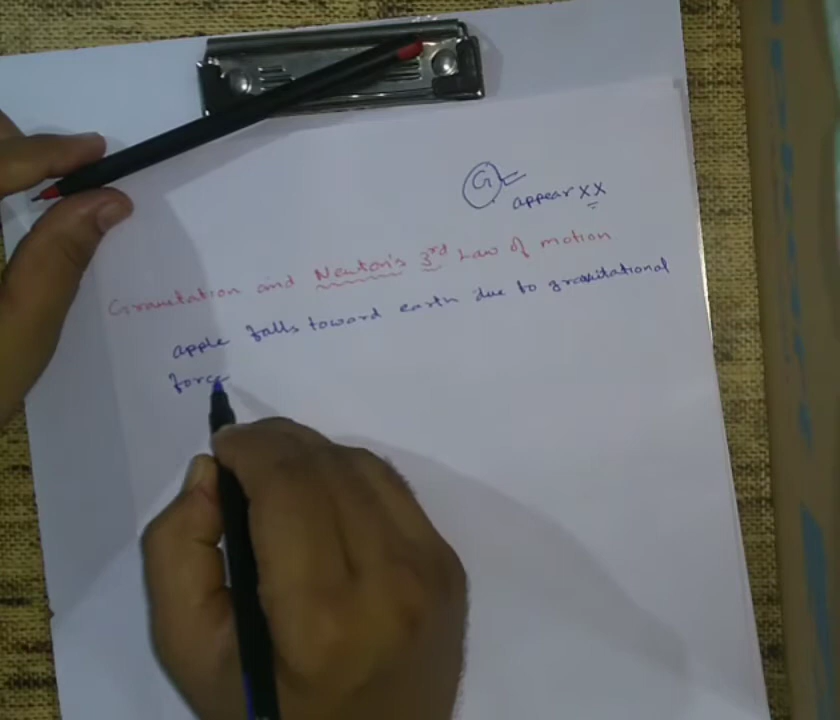 G
appear xx
Gravitation and Newton's 3rd Law of motion
apple falls toward earth due to gravitational
force